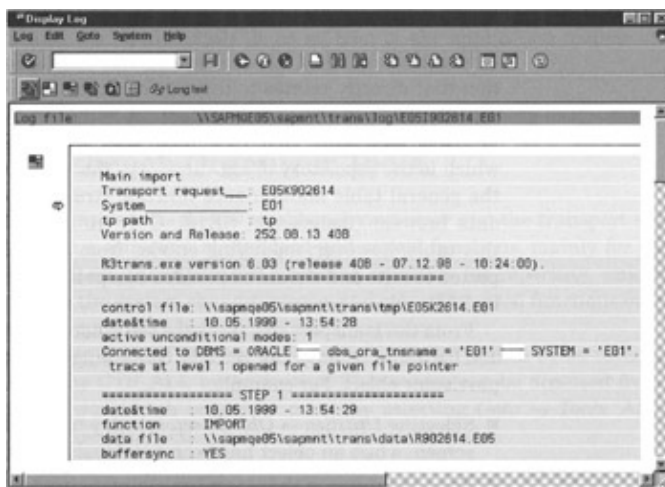 Display Log
Log Edit Goto System Help
Long text
Log file \\SAPMQE05\sapmnt\trans\log\E05I902614.E01
Main import
Transport request___: E05K902614
System______________: E01
tp path : tp
Version and Release: 252.08.13 40B
R3trans.exe version 6.03 (release 40B - 07.12.98 - 10:24:00).
==============================================
control file: \\sapmqe05\sapmnt\trans\tmp\E05K2614.E01
date&time : 10.05.1999 - 13:54:28
active unconditional modes: 1
Connected to DBMS = ORACLE --- dbs_ora_tnsname = 'E01' --- SYSTEM = 'E01'.
trace at level 1 opened for a given file pointer
================== STEP 1 =====================
date&time : 10.05.1999 - 13:54:29
function : IMPORT
data file : \\sapmqe05\sapmnt\trans\data\R902614.E05
buffersync : YES